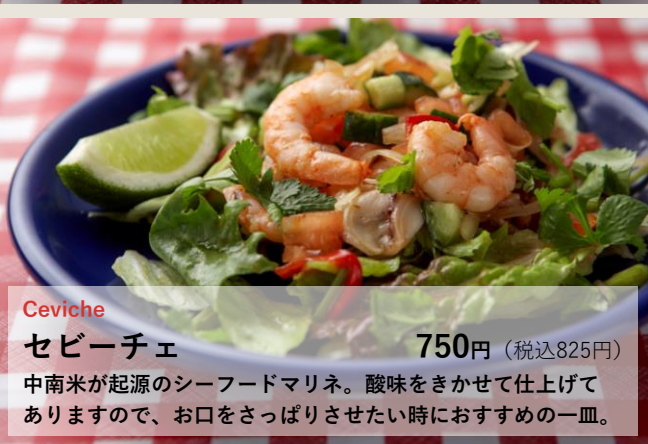 Ceviche
セビーチェ 750円（税込825円）
中南米が起源のシーフードマリネ。酸味をきかせて仕上げて
ありますので、お口をさっぱりさせたい時におすすめの一皿。